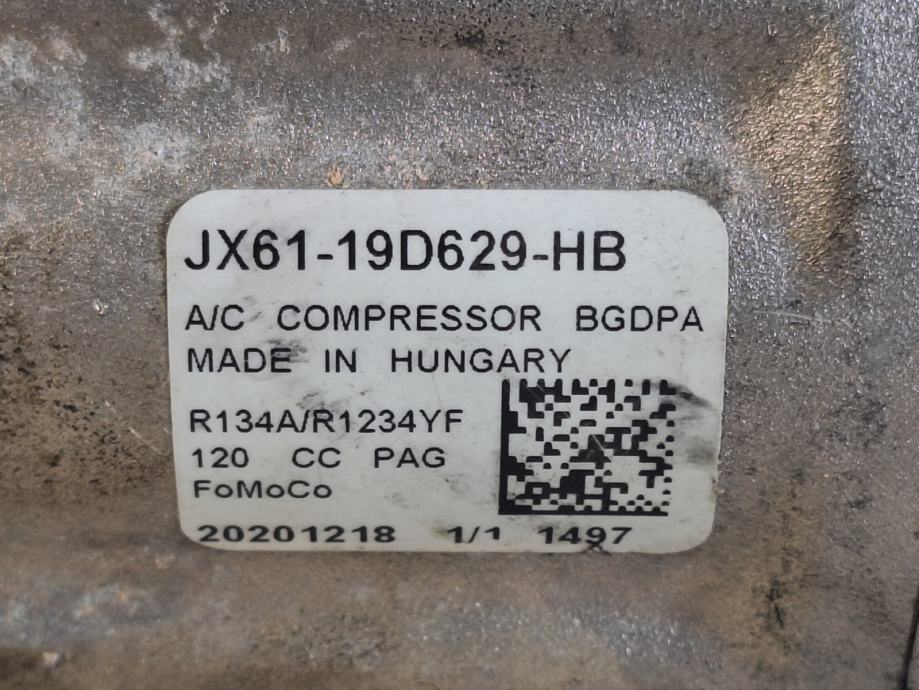 JX61-19D629-HB
A/C COMPRESSOR BGDPA
MADE IN HUNGARY
R134A/R1234YF
120 CC PAG
FoMoCo
20201218 1/1 1497